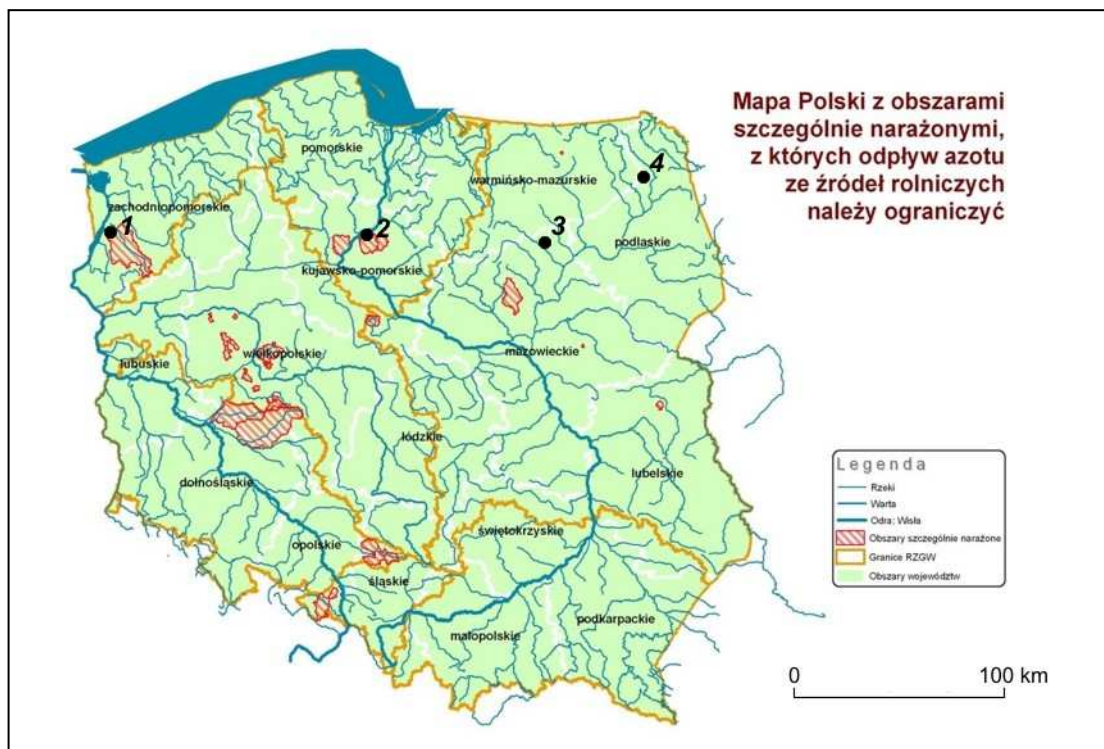 Mapa Polski z obszarami
szczególnie narażonymi,
z których odpływ azotu
ze źródeł rolniczych
należy ograniczyć
pomorskie
zachodniopomorskie
warmińsko-mazurskie
podlaskie
kujawsko-pomorskie
1
2
3
4
mazowieckie
wielkopolskie
lubuskie
łódzkie
lubelskie
dolnośląskie
opolskie
świętokrzyskie
śląskie
małopolskie
podkarpackie
Legenda
Rzeki
Warta
Odra; Wisła
Obszary szczególnie narażone
Granice RZGW
Obszary województw
0 100 km